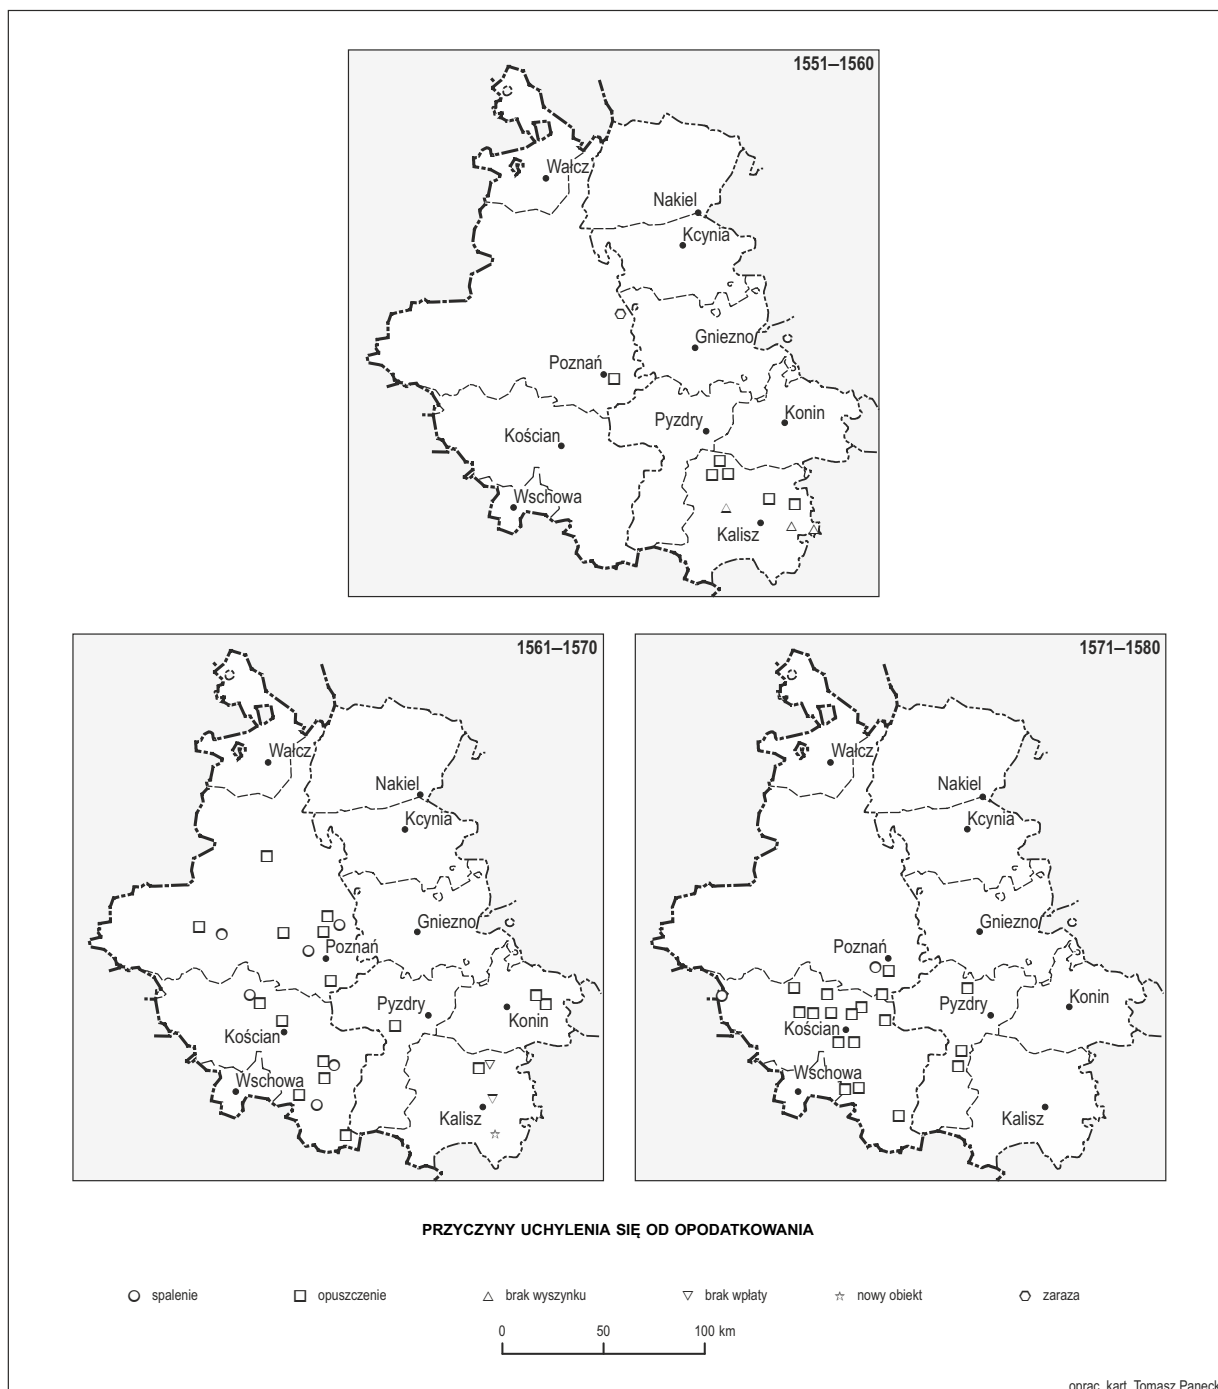 1551–1560
Wałcz
Nakiel
Kcynia
Gniezno
Poznań
Pyzdry
Konin
Kościan
Wschowa
Kalisz
1561–1570
Wałcz
Nakiel
Kcynia
Gniezno
Poznań
Pyzdry
Konin
Kościan
Wschowa
Kalisz
1571–1580
Wałcz
Nakiel
Kcynia
Gniezno
Poznań
Pyzdry
Konin
Kościan
Wschowa
Kalisz
PRZYCZYNY UCHYLENIA SIĘ OD OPODATKOWANIA
spalenie opuszczenie brak wyszynku brak wpłaty nowy obiekt zaraza
0 50 100 km
oprac. kart. Tomasz Paneck